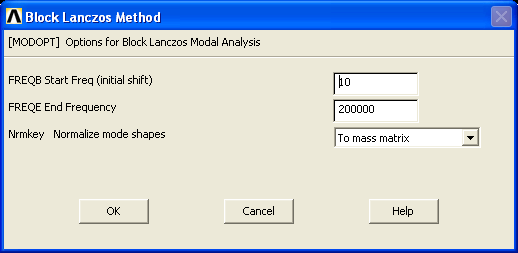 Block Lanczos Method
[MODOPT] Options for Block Lanczos Modal Analysis
FREQB Start Freq (initial shift) 10
FREQE End Frequency 200000
Nrmkey Normalize mode shapes To mass matrix
OK Cancel Help